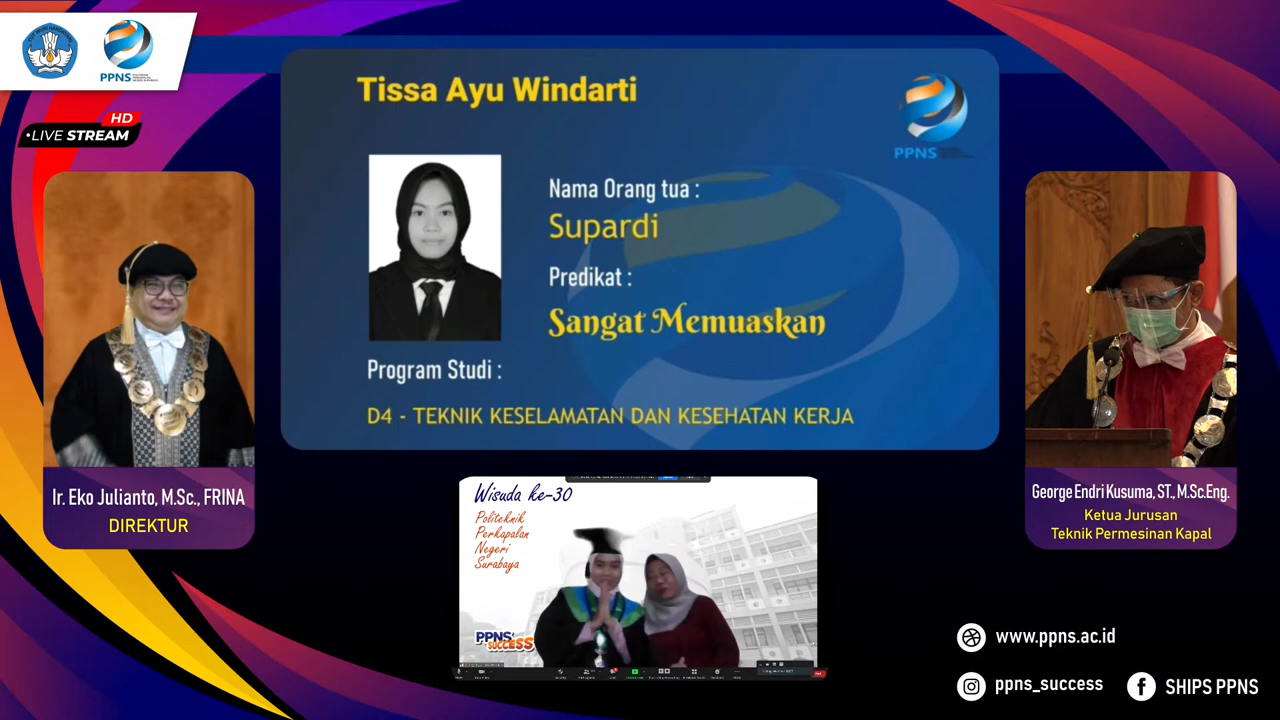 PPNS
HD
•LIVE STREAM
Tissa Ayu Windarti
PPNS
Nama Orang tua :
Supardi
Predikat :
Sangat Memuaskan
Program Studi :
D4 - TEKNIK KESELAMATAN DAN KESEHATAN KERJA
Ir. Eko Julianto, M.Sc., FRINA
DIREKTUR
George Endri Kusuma, ST., M.Sc.Eng.
Ketua Jurusan
Teknik Permesinan Kapal
Wisuda ke-30
Politeknik
Perkapalan
Negeri
Surabaya
PPNS
SUCCESS
www.ppns.ac.id
ppns_success
SHIPS PPNS